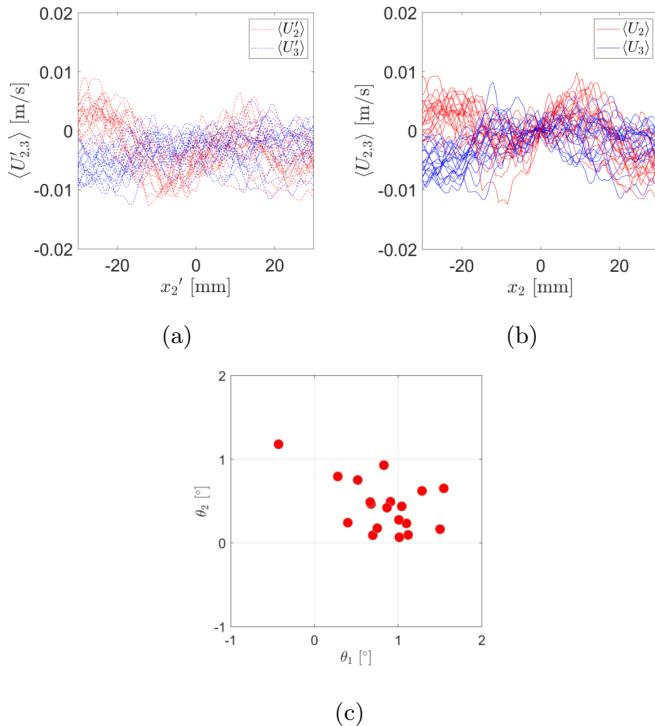 0.02
0.01
0
-0.01
-0.02
⟨U′2,3⟩ [m/s]
⟨U′2⟩
⟨U′3⟩
-20 0 20
x2′ [mm]
(a)
0.02
0.01
0
-0.01
-0.02
⟨U2,3⟩ [m/s]
⟨U2⟩
⟨U3⟩
-20 0 20
x2 [mm]
(b)
2
1
0
-1
θ2 [°]
-1 0 1 2
θ1 [°]
(c)